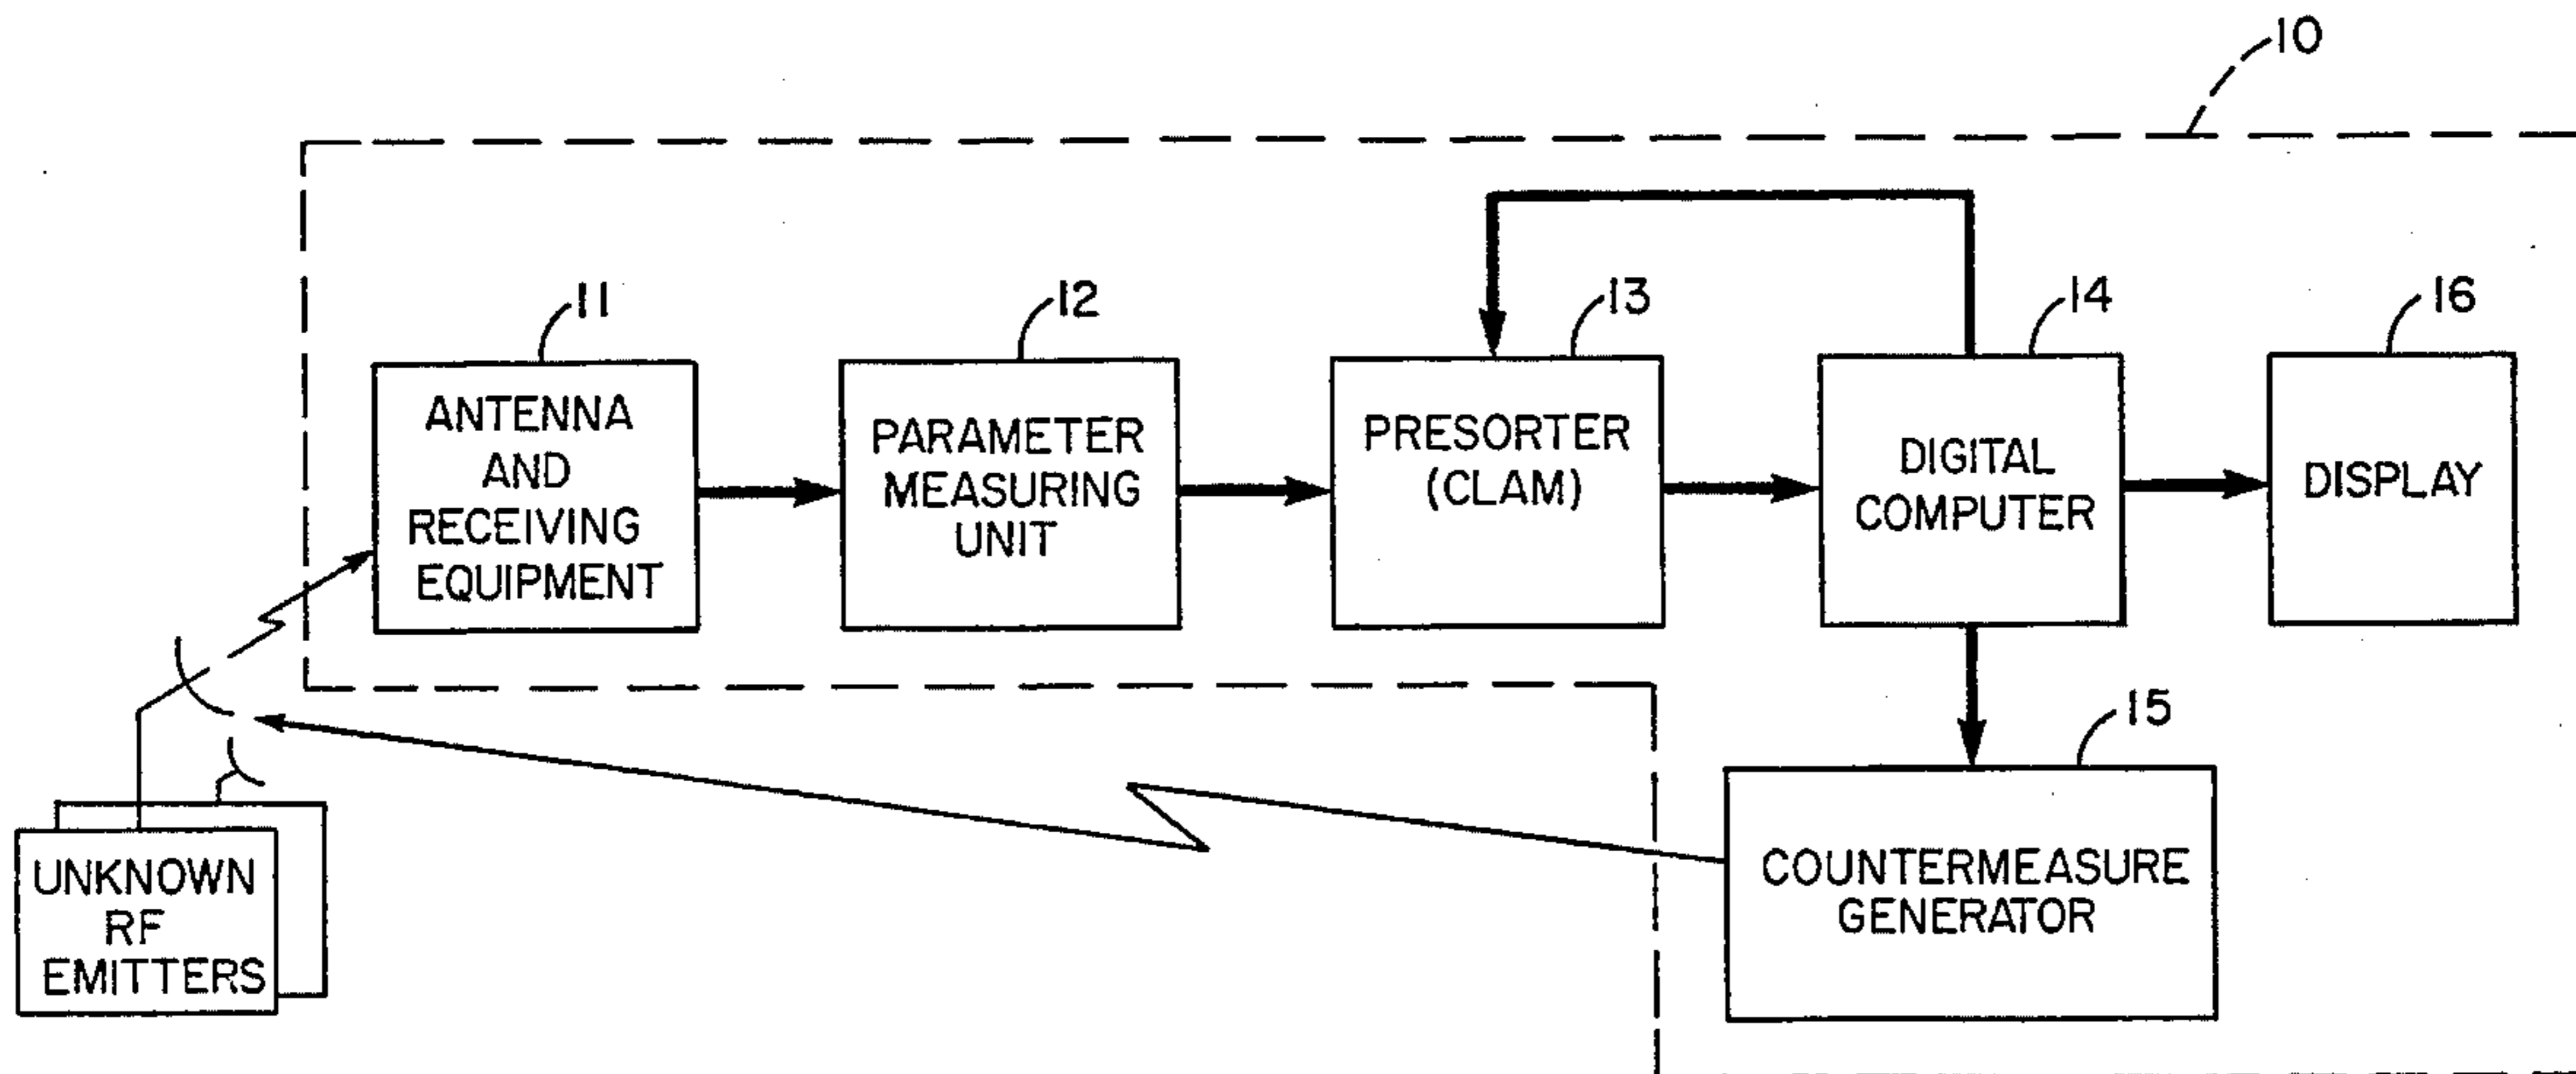 10
11
12
13
14
16
ANTENNA
AND
RECEIVING
EQUIPMENT
PARAMETER
MEASURING
UNIT
PRESORTER
(CLAM)
DIGITAL
COMPUTER
DISPLAY
15
UNKNOWN
RF
EMITTERS
COUNTERMEASURE
GENERATOR